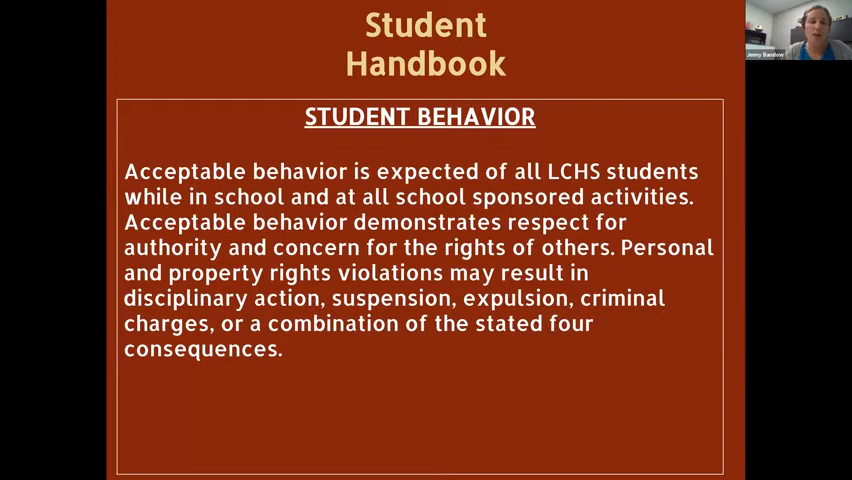 Student
Handbook
Jenny Bandow
STUDENT BEHAVIOR
Acceptable behavior is expected of all LCHS students
while in school and at all school sponsored activities.
Acceptable behavior demonstrates respect for
authority and concern for the rights of others. Personal
and property rights violations may result in
disciplinary action, suspension, expulsion, criminal
charges, or a combination of the stated four
consequences.